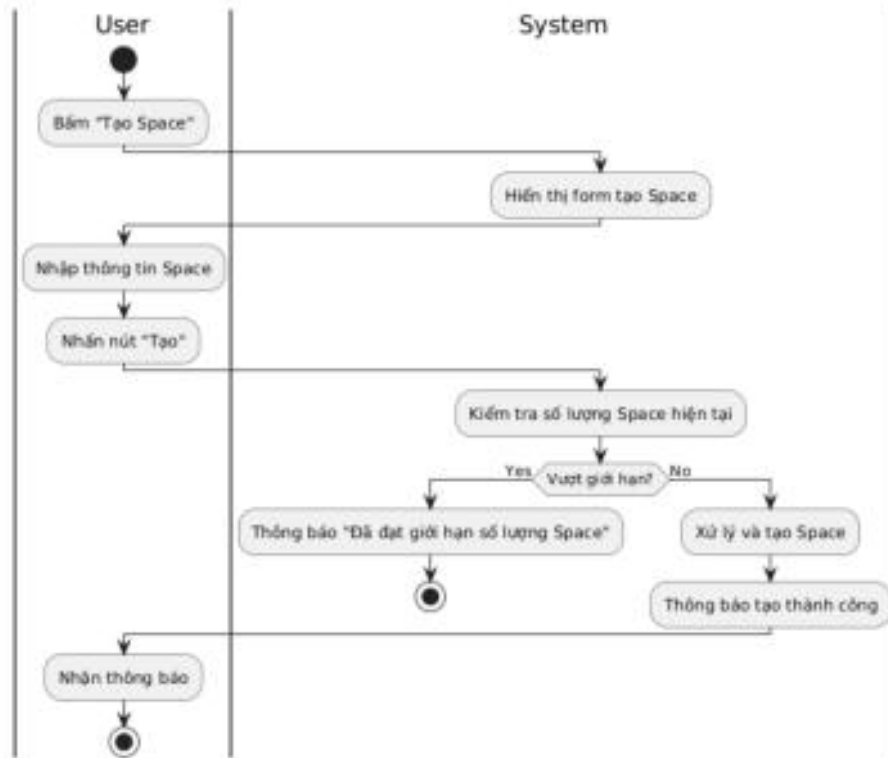 User
System
Bấm "Tạo Space"
Hiển thị form tạo Space
Nhập thông tin Space
Nhấn nút "Tạo"
Kiểm tra số lượng Space hiện tại
Yes
Vượt giới hạn?
No
Thông báo "Đã đạt giới hạn số lượng Space"
Xử lý và tạo Space
Thông báo tạo thành công
Nhận thông báo